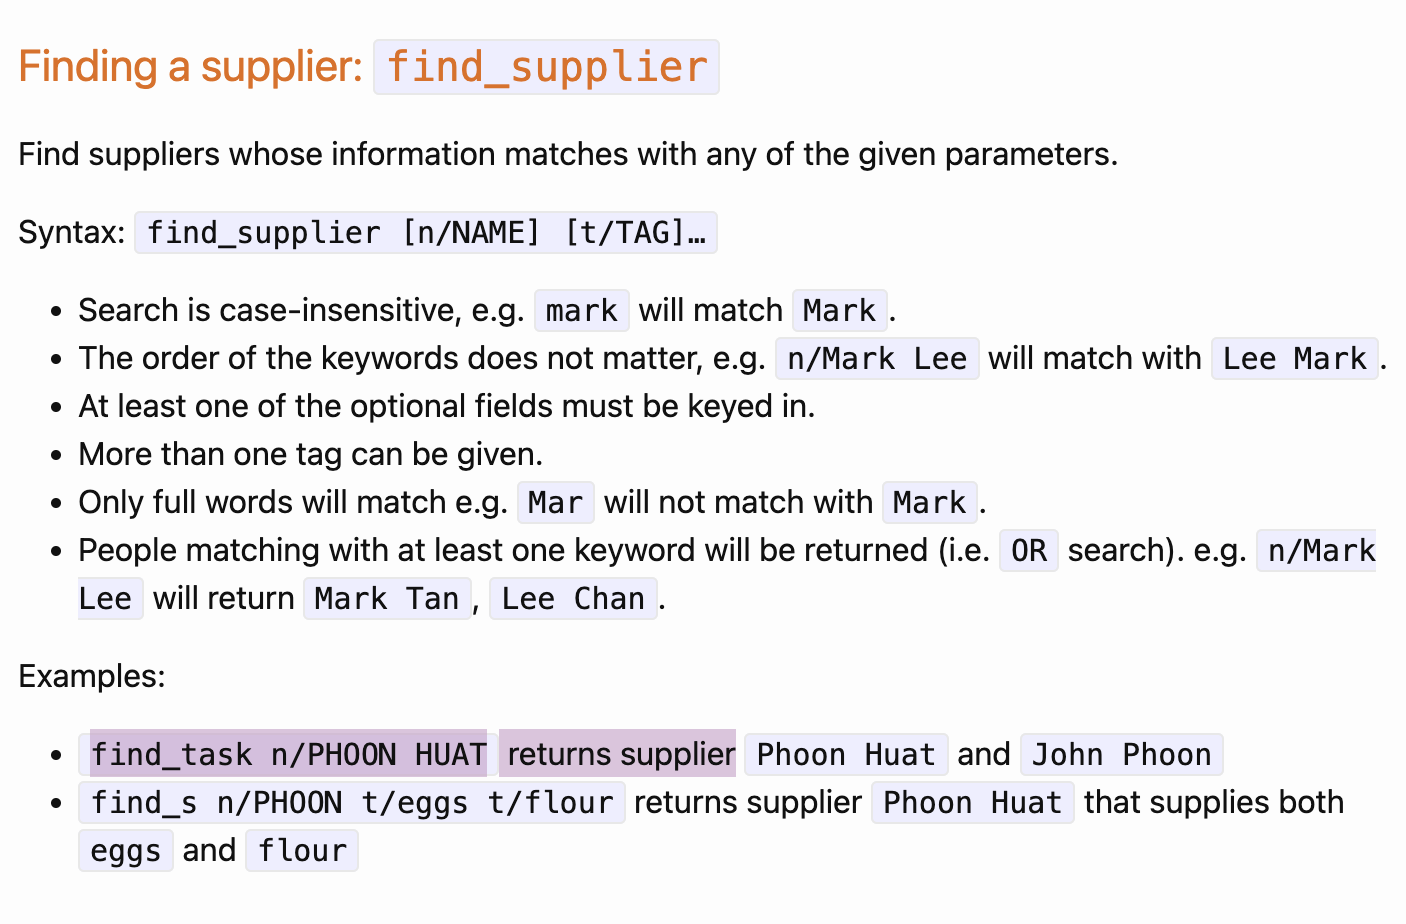 Finding a supplier: find_supplier
Find suppliers whose information matches with any of the given parameters.
Syntax: find_supplier [n/NAME] [t/TAG]…
• Search is case-insensitive, e.g. mark will match Mark.
• The order of the keywords does not matter, e.g. n/Mark Lee will match with Lee Mark.
• At least one of the optional fields must be keyed in.
• More than one tag can be given.
• Only full words will match e.g. Mar will not match with Mark.
• People matching with at least one keyword will be returned (i.e. OR search). e.g. n/Mark
Lee will return Mark Tan, Lee Chan.
Examples:
• find_task n/PHOON HUAT returns supplier Phoon Huat and John Phoon
• find_s n/PHOON t/eggs t/flour returns supplier Phoon Huat that supplies both
eggs and flour